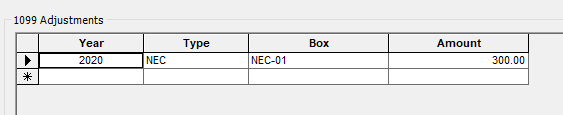 1099 Adjustments
Year Type Box Amount
2020 NEC NEC-01 300.00